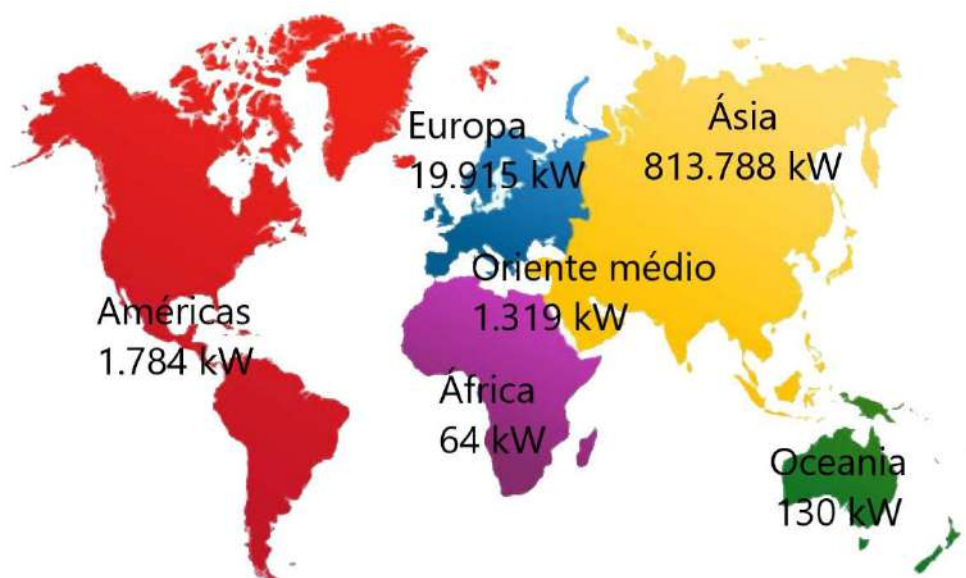 Europa
19.915 kW
Ásia
813.788 kW
Oriente médio
1.319 kW
Américas
1.784 kW
África
64 kW
Oceania
130 kW